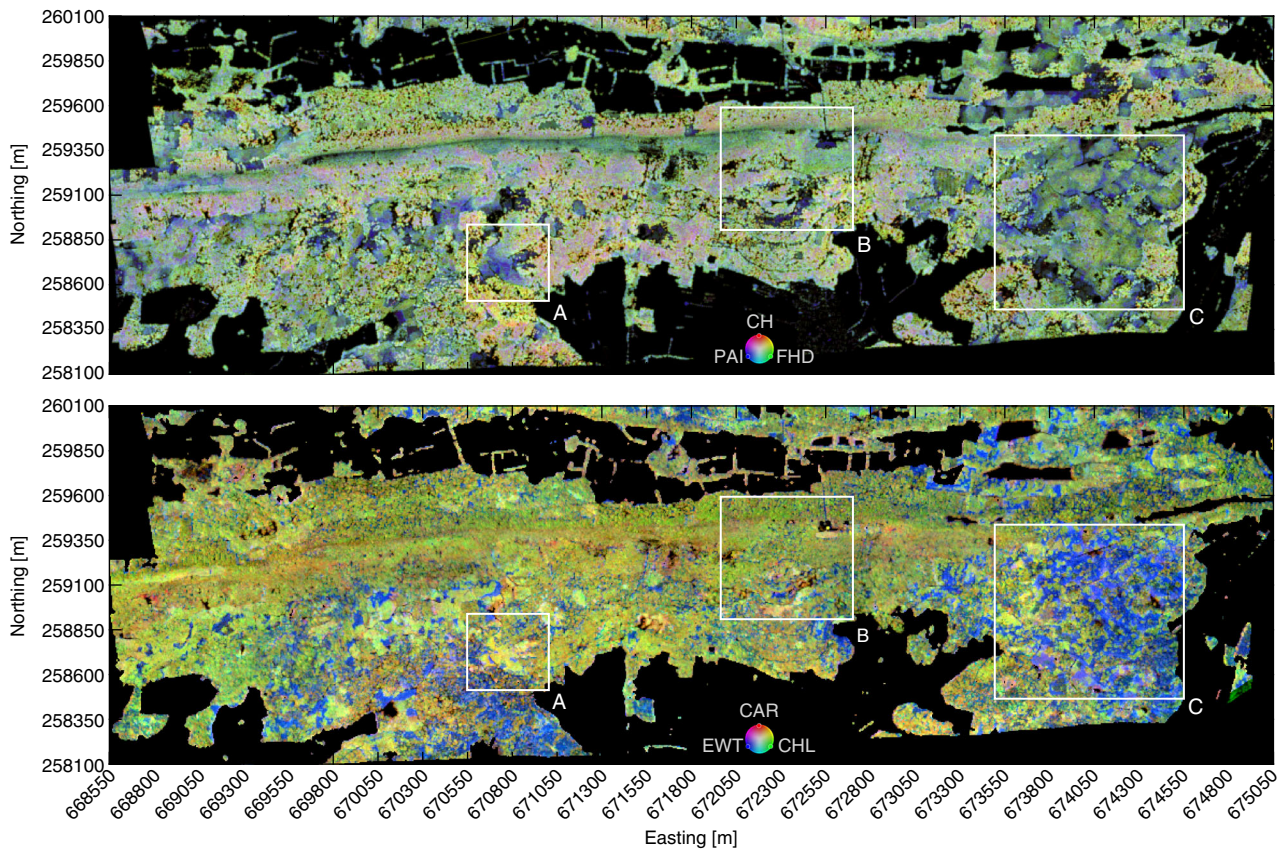 260100
259850
259600
259350
259100
258850
258600
258350
258100
Northing [m]
A
B
C
CH
PAI FHD
260100
259850
259600
259350
259100
258850
258600
258350
258100
Northing [m]
A
B
C
CAR
EWT CHL
668550 668800 669050 669300 669550 669800 670050 670300 670550 670800 671050 671300 671550 671800 672050 672300 672550 672800 673050 673300 673550 673800 674050 674300 674550 674800 675050
Easting [m]